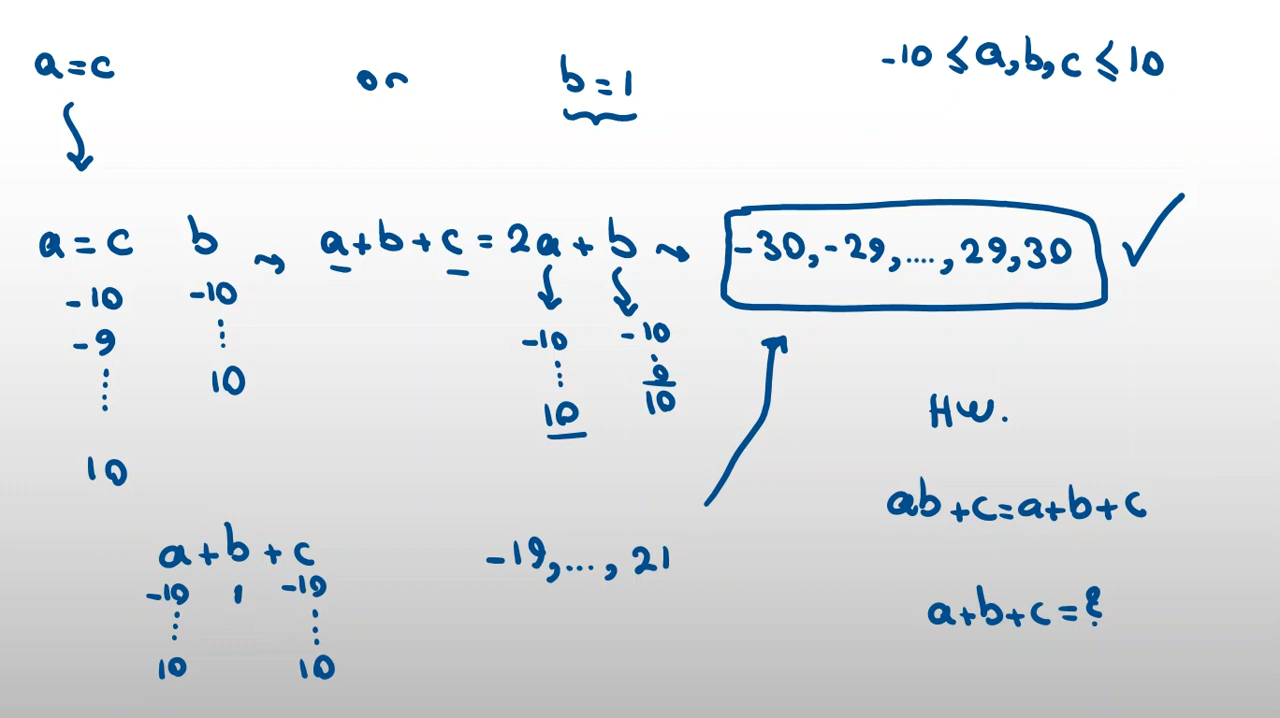 a=c or b=1 -10 ≤ a,b,c ≤ 10
a = c b → a+b+c = 2a + b → -30, -29, ...., 29, 30 ✓
-10 -10 -10 -10
-9 ⋮ ⋮ ⋮
⋮ 10 10 10
10
HW.
ab+c=a+b+c
a+b+c -19, ..., 21
-10 1 -10
⋮ ⋮
10 10
a+b+c=?